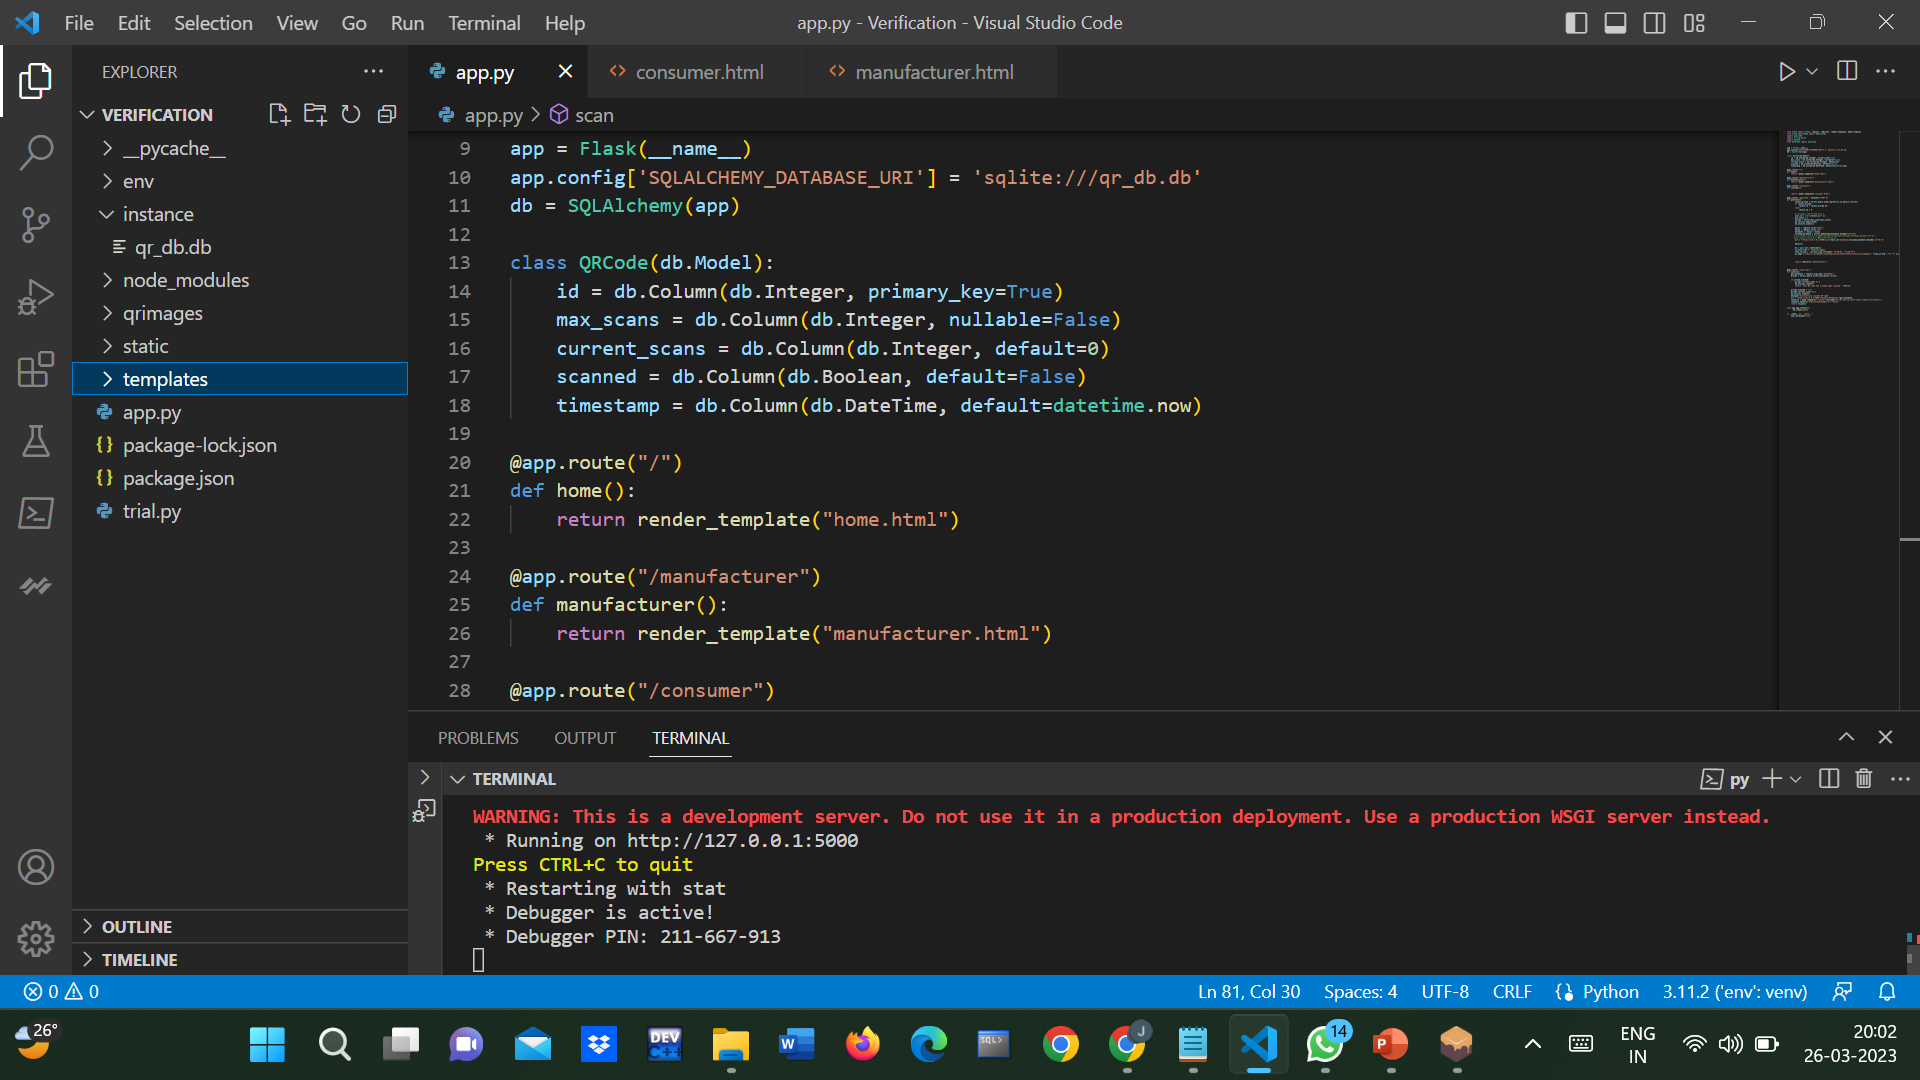 File Edit Selection View Go Run Terminal Help
app.py - Verification - Visual Studio Code
EXPLORER
VERIFICATION
__pycache__
env
instance
qr_db.db
node_modules
qrimages
static
templates
app.py
package-lock.json
package.json
trial.py
OUTLINE
TIMELINE
app.py
consumer.html
manufacturer.html
app.py > scan
9 app = Flask(__name__)
10 app.config['SQLALCHEMY_DATABASE_URI'] = 'sqlite:///qr_db.db'
11 db = SQLAlchemy(app)
12
13 class QRCode(db.Model):
14 id = db.Column(db.Integer, primary_key=True)
15 max_scans = db.Column(db.Integer, nullable=False)
16 current_scans = db.Column(db.Integer, default=0)
17 scanned = db.Column(db.Boolean, default=False)
18 timestamp = db.Column(db.DateTime, default=datetime.now)
19
20 @app.route("/")
21 def home():
22 return render_template("home.html")
23
24 @app.route("/manufacturer")
25 def manufacturer():
26 return render_template("manufacturer.html")
27
28 @app.route("/consumer")
PROBLEMS OUTPUT TERMINAL
TERMINAL
py
WARNING: This is a development server. Do not use it in a production deployment. Use a production WSGI server instead.
* Running on http://127.0.0.1:5000
Press CTRL+C to quit
* Restarting with stat
* Debugger is active!
* Debugger PIN: 211-667-913
0 0
Ln 81, Col 30 Spaces: 4 UTF-8 CRLF Python 3.11.2 ('env': venv)
26°
DEV C++
W
SQL>
J
14
P
ENG
IN
20:02
26-03-2023